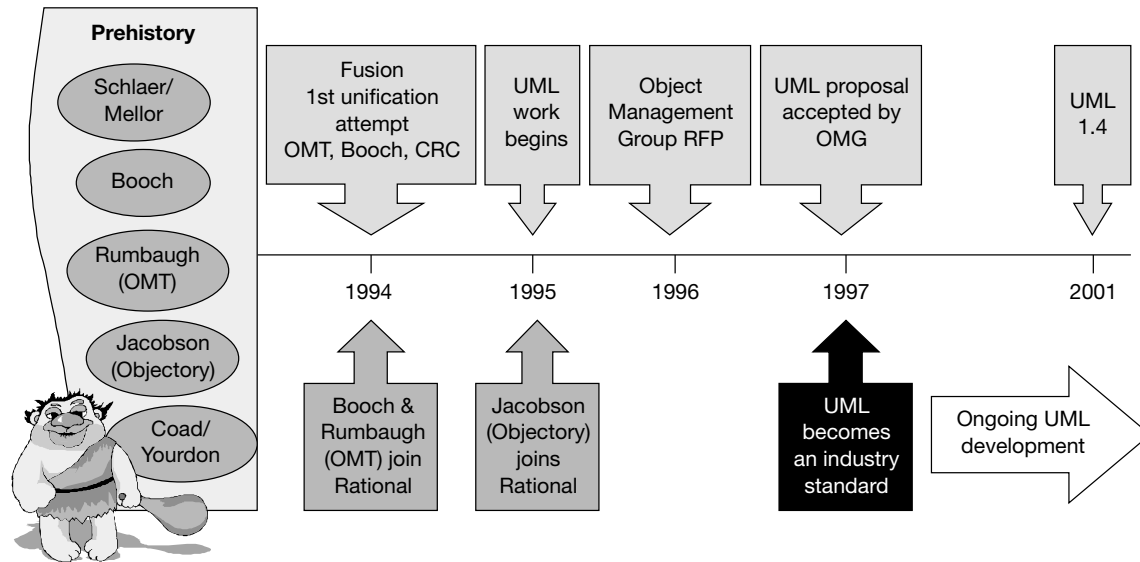 Prehistory
Schlaer/
Mellor
Booch
Rumbaugh
(OMT)
Jacobson
(Objectory)
Coad/
Yourdon
Fusion
1st unification
attempt
OMT, Booch, CRC
UML
work
begins
Object
Management
Group RFP
UML proposal
accepted by
OMG
UML
1.4
1994
1995
1996
1997
2001
Booch &
Rumbaugh
(OMT) join
Rational
Jacobson
(Objectory)
joins
Rational
UML
becomes
an industry
standard
Ongoing UML
development